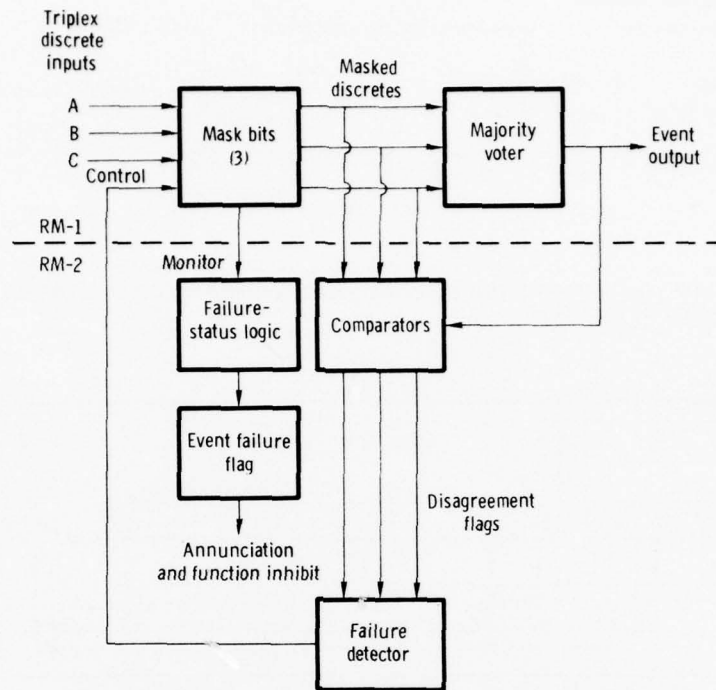 Triplex
discrete
inputs
A
B
C
Control
Mask bits
(3)
Masked
discretes
Majority
voter
Event
output
RM-1
RM-2
Monitor
Failure-
status logic
Comparators
Event failure
flag
Disagreement
flags
Annunciation
and function inhibit
Failure
detector